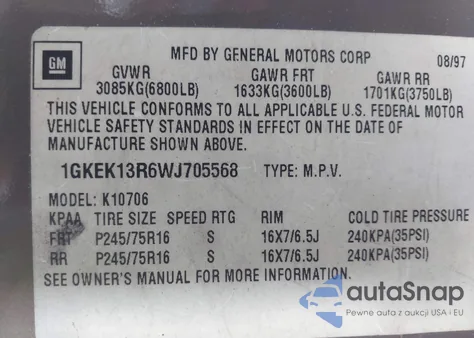 GM MFD BY GENERAL MOTORS CORP 08/97
GVWR GAWR FRT GAWR RR
3085KG(6800LB) 1633KG(3600LB) 1701KG(3750LB)
THIS VEHICLE CONFORMS TO ALL APPLICABLE U.S. FEDERAL MOTOR
VEHICLE SAFETY STANDARDS IN EFFECT ON THE DATE OF
MANUFACTURE SHOWN ABOVE.
1GKEK13R6WJ705568 TYPE: M.P.V.
MODEL: K10706
KPAA TIRE SIZE SPEED RTG RIM COLD TIRE PRESSURE
FRT P245/75R16 S 16X7/6.5J 240KPA(35PSI)
RR P245/75R16 S 16X7/6.5J 240KPA(35PSI)
SEE OWNER'S MANUAL FOR MORE INFORMATION.
autoSnap
Pewne auta z aukcji USA i EU